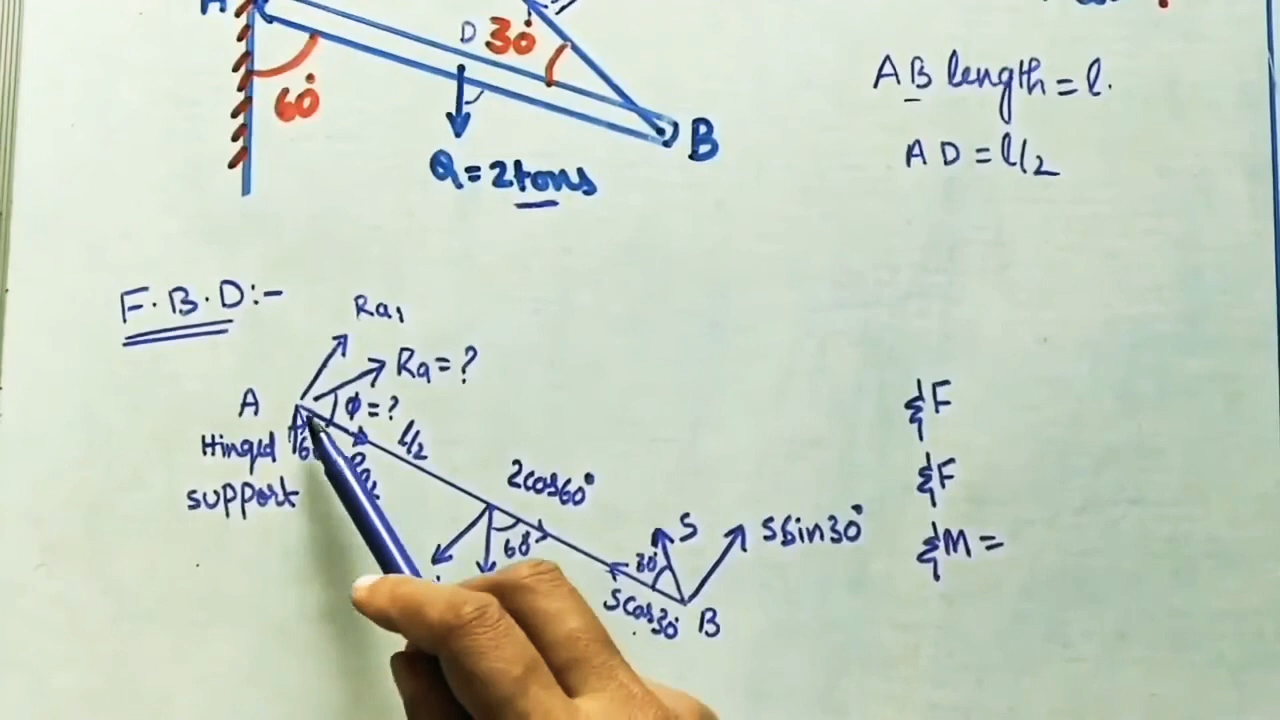 A
D 30°
60°
B
Q = 2tons
AB length = l.
AD = l/2
F.B.D:-
Ra₁
Ra = ?
A
ϕ = ?
l/2
Hinged
support
2cos60°
60°
S
30°
Ssin30°
Scos30°
B
ΣF
ΣF
ΣM =